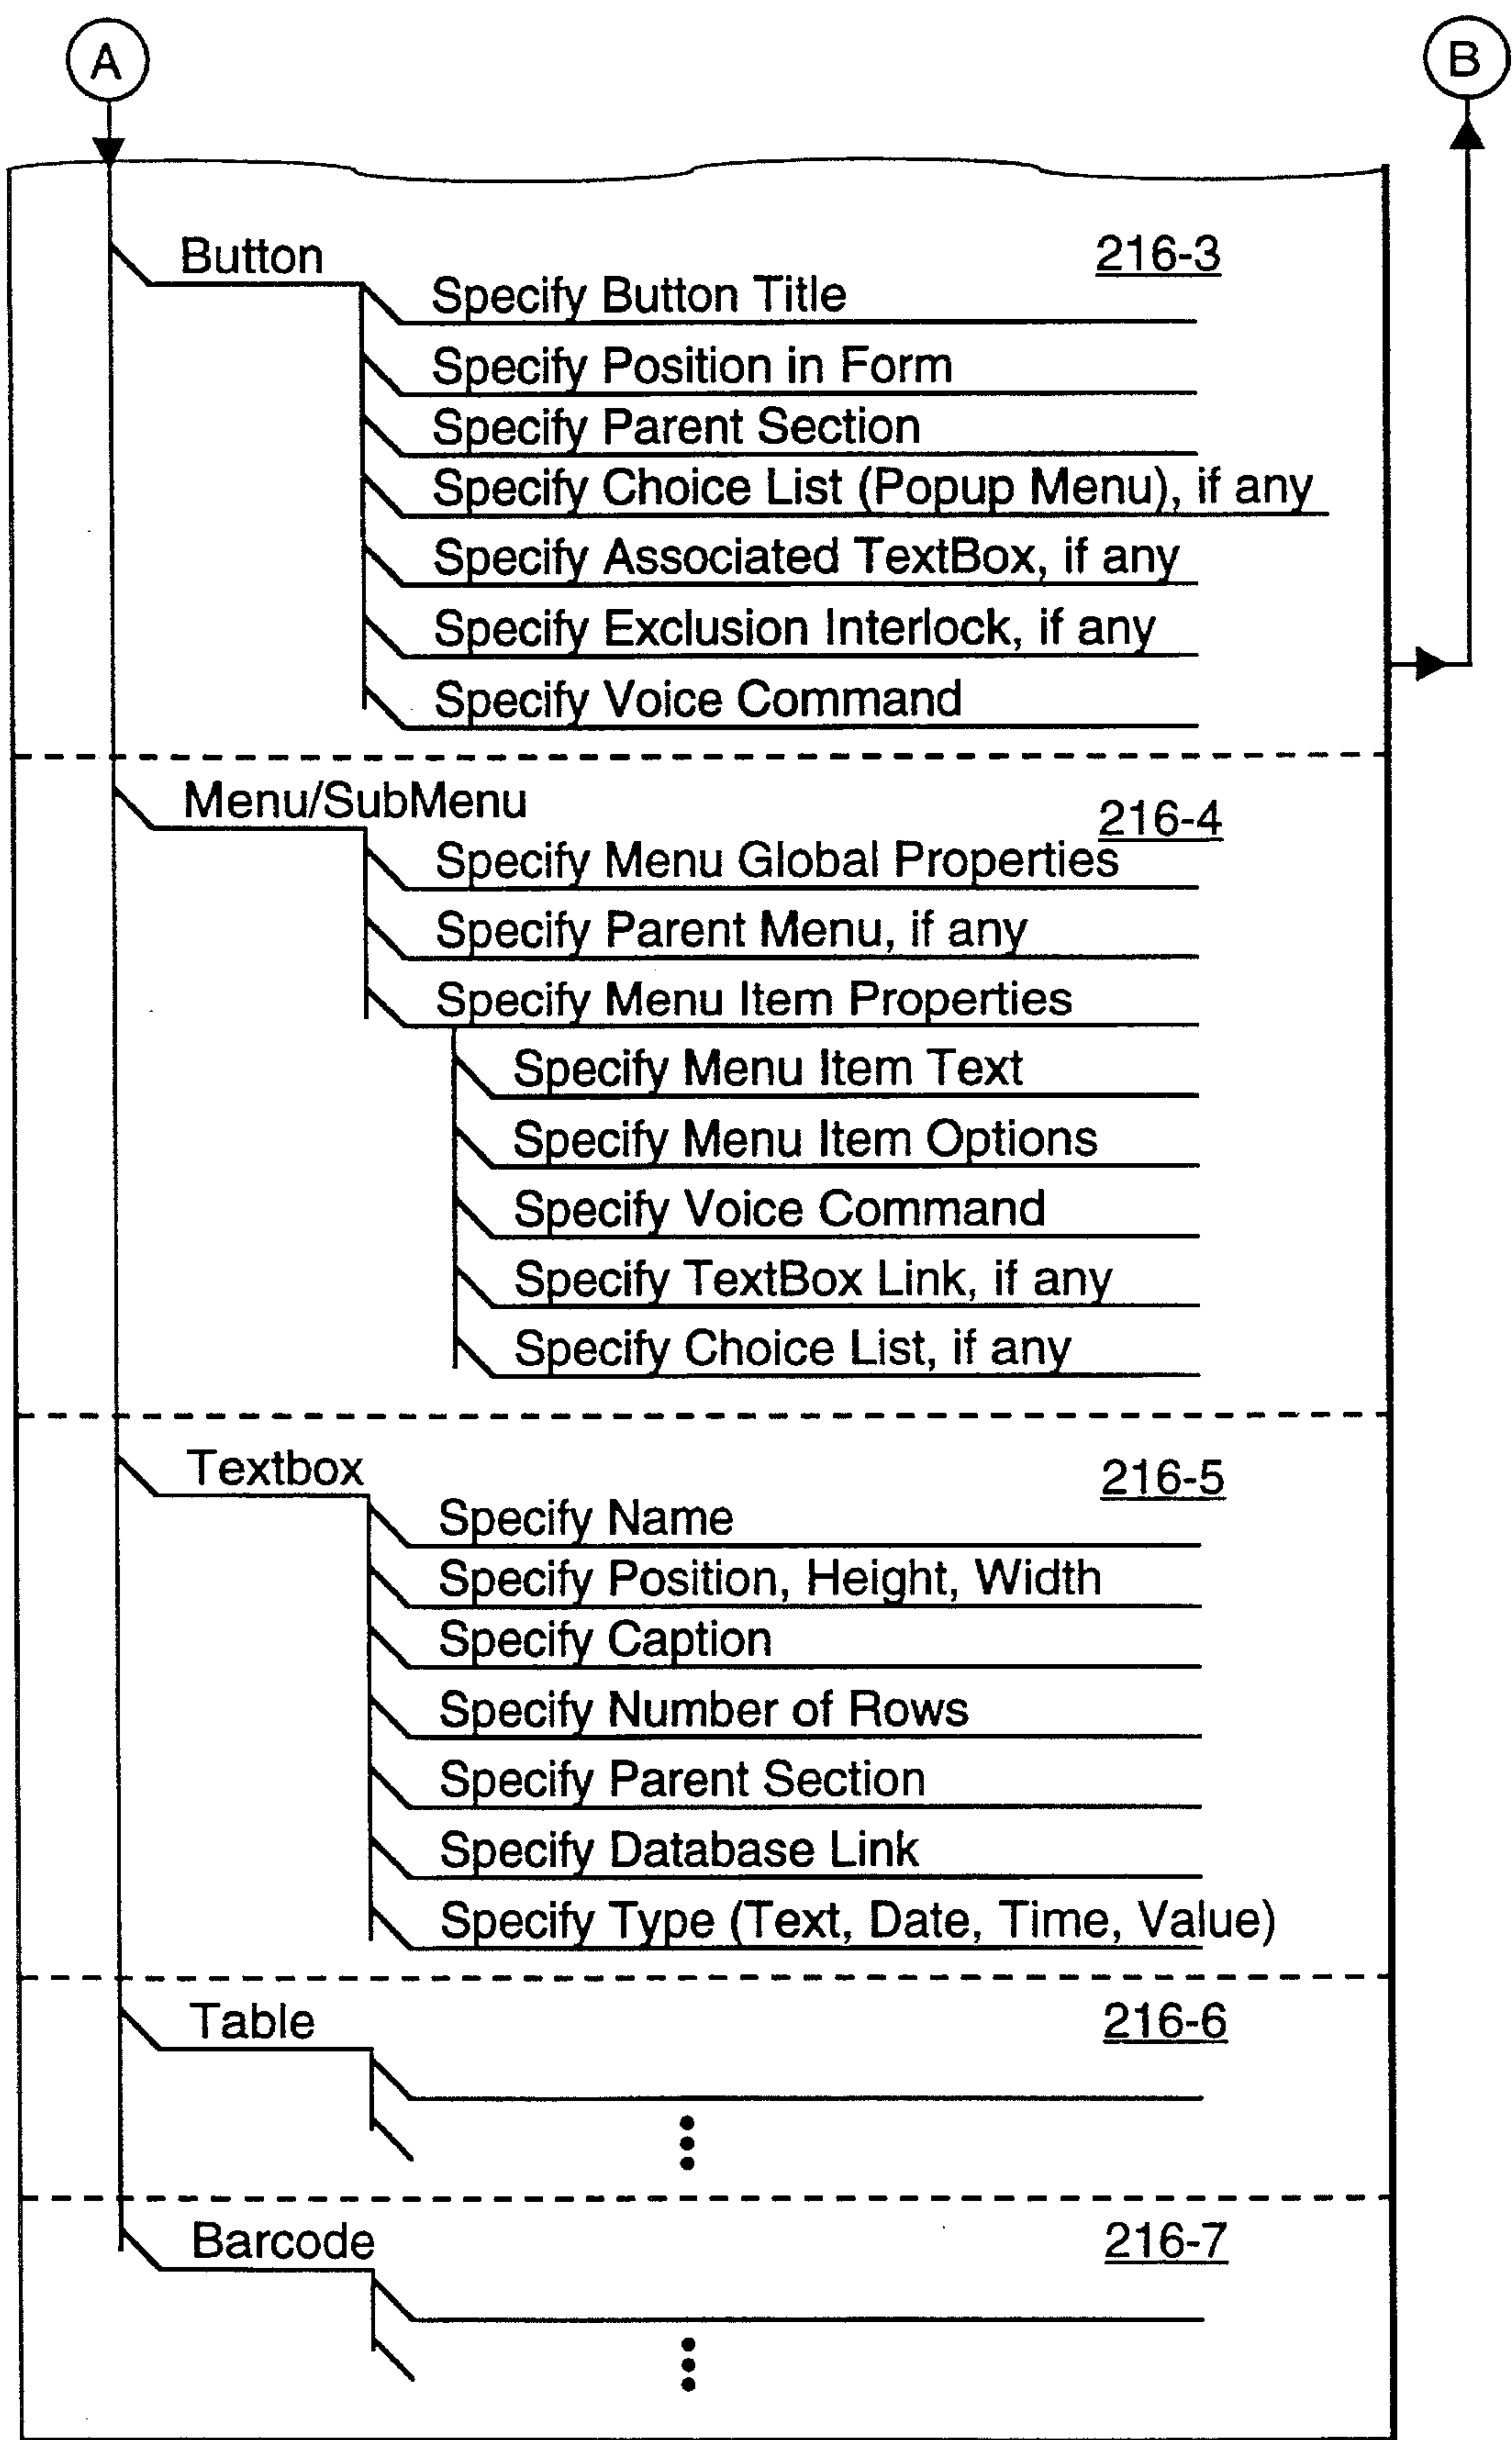 A
B
Button
216-3
Specify Button Title
Specify Position in Form
Specify Parent Section
Specify Choice List (Popup Menu), if any
Specify Associated TextBox, if any
Specify Exclusion Interlock, if any
Specify Voice Command
Menu/SubMenu
216-4
Specify Menu Global Properties
Specify Parent Menu, if any
Specify Menu Item Properties
Specify Menu Item Text
Specify Menu Item Options
Specify Voice Command
Specify TextBox Link, if any
Specify Choice List, if any
Textbox
216-5
Specify Name
Specify Position, Height, Width
Specify Caption
Specify Number of Rows
Specify Parent Section
Specify Database Link
Specify Type (Text, Date, Time, Value)
Table
216-6
Barcode
216-7